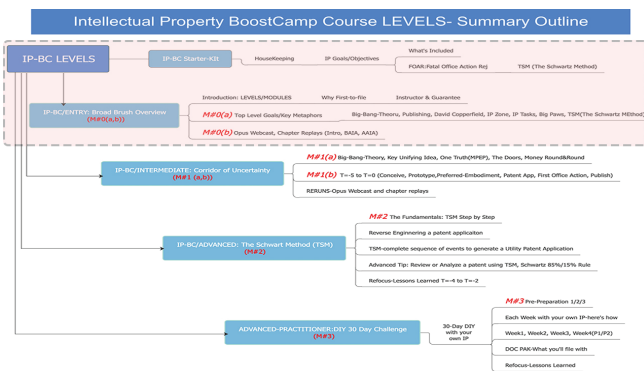 Intellectual Property BoostCamp Course LEVELS- Summary Outline
IP-BC LEVELS
IP-BC Starter-Kit
HouseKeeping
IP Goals/Objectives
What's Included
FOAR:Fatal Office Action Rej
TSM (The Schwartz Method)
IP-BC/ENTRY: Broad Brush Overview
(M#0(a,b))
Introduction: LEVELS/MODULES
Why First-to-file
Instructor & Guarantee
M#0(a) Top Level Goals/Key Metaphors
Big-Bang-Theory, Publishing, David-Copperfield, IP Zone, IP Tasks, Big Paws, TSM(The Schwartz MEthod)
M#0(b) Opus Webcast, Chapter Replays (Intro, BAIA, AAIA)
IP-BC/INTERMEDIATE: Corridor of Uncertainty
(M#1 (a,b))
M#1(a) Big-Bang-Theory, Key Unifying Idea, One Truth(MPEP), The Doors, Money Round&Round
M#1(b) T=-5 to T=0 (Conceive, Prototype,Preferred-Embodiment, Patent App, First Office Action, Publish)
RERUNS-Opus Webcast and chapter replays
IP-BC/ADVANCED: The Schwart Method (TSM)
(M#2)
M#2 The Fundamentals: TSM Step by Step
Reverse Enginnering a patent applicaiton
TSM-complete sequence of events to generate a Utility Patent Application
Advanced Tip: Review or Analyze a patent using TSM, Schwartz 85%/15% Rule
Refocus-Lessons Learned T=-4 to T=-2
ADVANCED-PRACTITIONER:DIY 30 Day Challenge
(M#3)
30-Day DIY
with your
own IP
M#3 Pre-Preparation 1/2/3
Each Week with your own IP-here's how
Week1, Week2, Week3, Week4(P1/P2)
DOC PAK-What you'll file with
Refocus-Lessons Learned